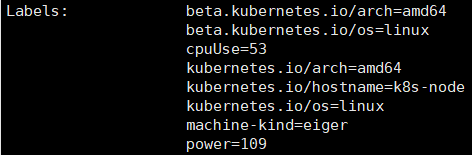 Labels: beta.kubernetes.io/arch=amd64
beta.kubernetes.io/os=linux
cpuUse=53
kubernetes.io/arch=amd64
kubernetes.io/hostname=k8s-node
kubernetes.io/os=linux
machine-kind=eiger
power=109